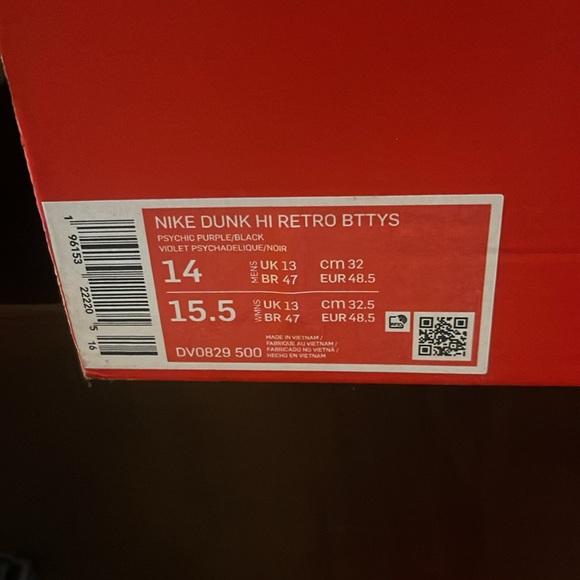 NIKE DUNK HI RETRO BTTYS
PSYCHIC PURPLE/BLACK
VIOLET PSYCHADELIQUE/NOIR
14 MENS UK 13 cm 32
BR 47 EUR 48.5
15.5 WMNS UK 13 cm 32.5
BR 47 EUR 48.5
DV0829 500
MADE IN VIETNAM /
FABRIQUE AU VIETNAM /
FABRICADO NO VIETNÃ /
HECHO EN VIETNAM
1 96153 22220 5 16